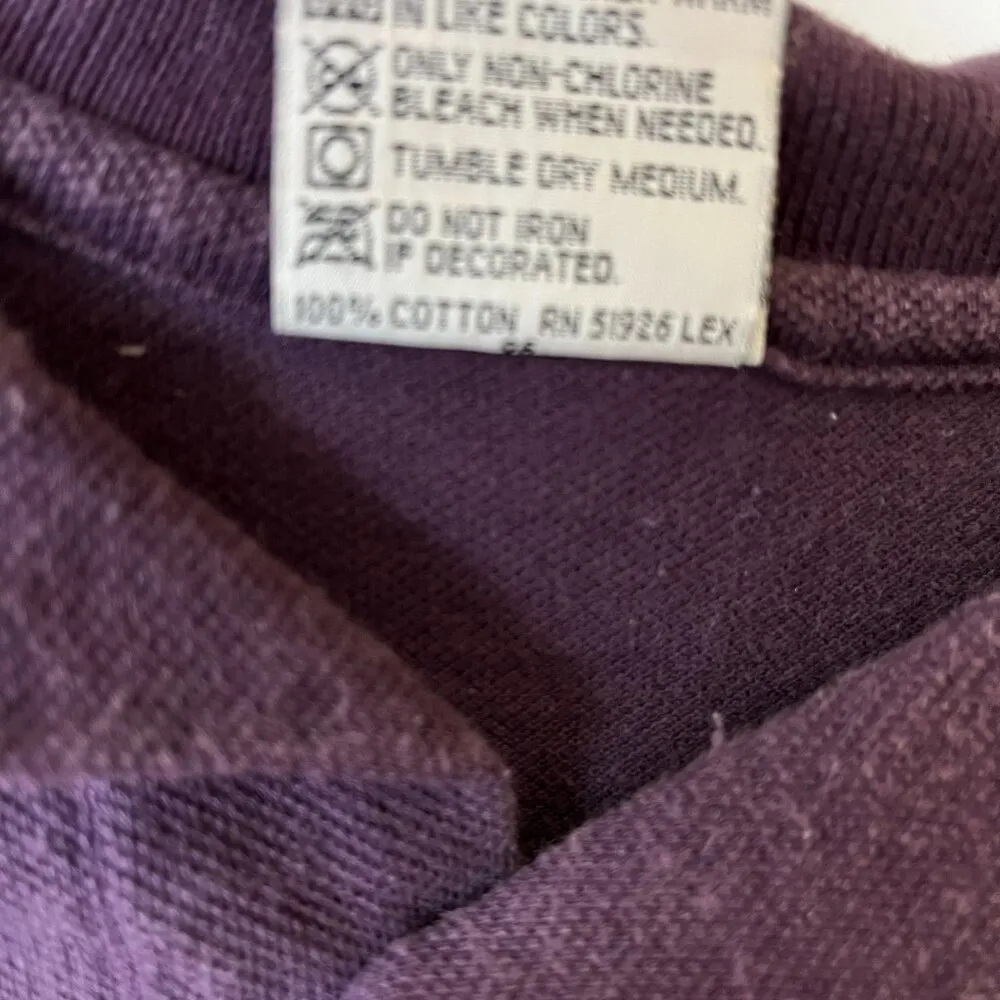 IN LIKE COLORS.
ONLY NON-CHLORINE
BLEACH WHEN NEEDED.
TUMBLE DRY MEDIUM.
DO NOT IRON
IF DECORATED.
100% COTTON RN 51926 LEX